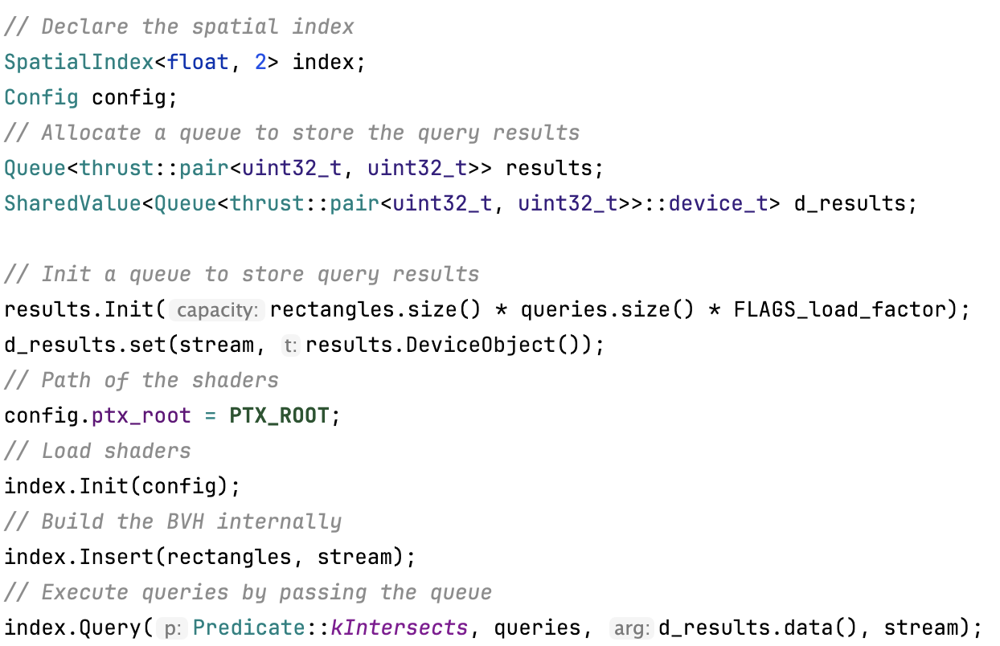 // Declare the spatial index
SpatialIndex<float, 2> index;
Config config;
// Allocate a queue to store the query results
Queue<thrust::pair<uint32_t, uint32_t>> results;
SharedValue<Queue<thrust::pair<uint32_t, uint32_t>>::device_t> d_results;
// Init a queue to store query results
results.Init( capacity: rectangles.size() * queries.size() * FLAGS_load_factor);
d_results.set(stream, t: results.DeviceObject());
// Path of the shaders
config.ptx_root = PTX_ROOT;
// Load shaders
index.Init(config);
// Build the BVH internally
index.Insert(rectangles, stream);
// Execute queries by passing the queue
index.Query( p: Predicate::kIntersects, queries, arg: d_results.data(), stream);